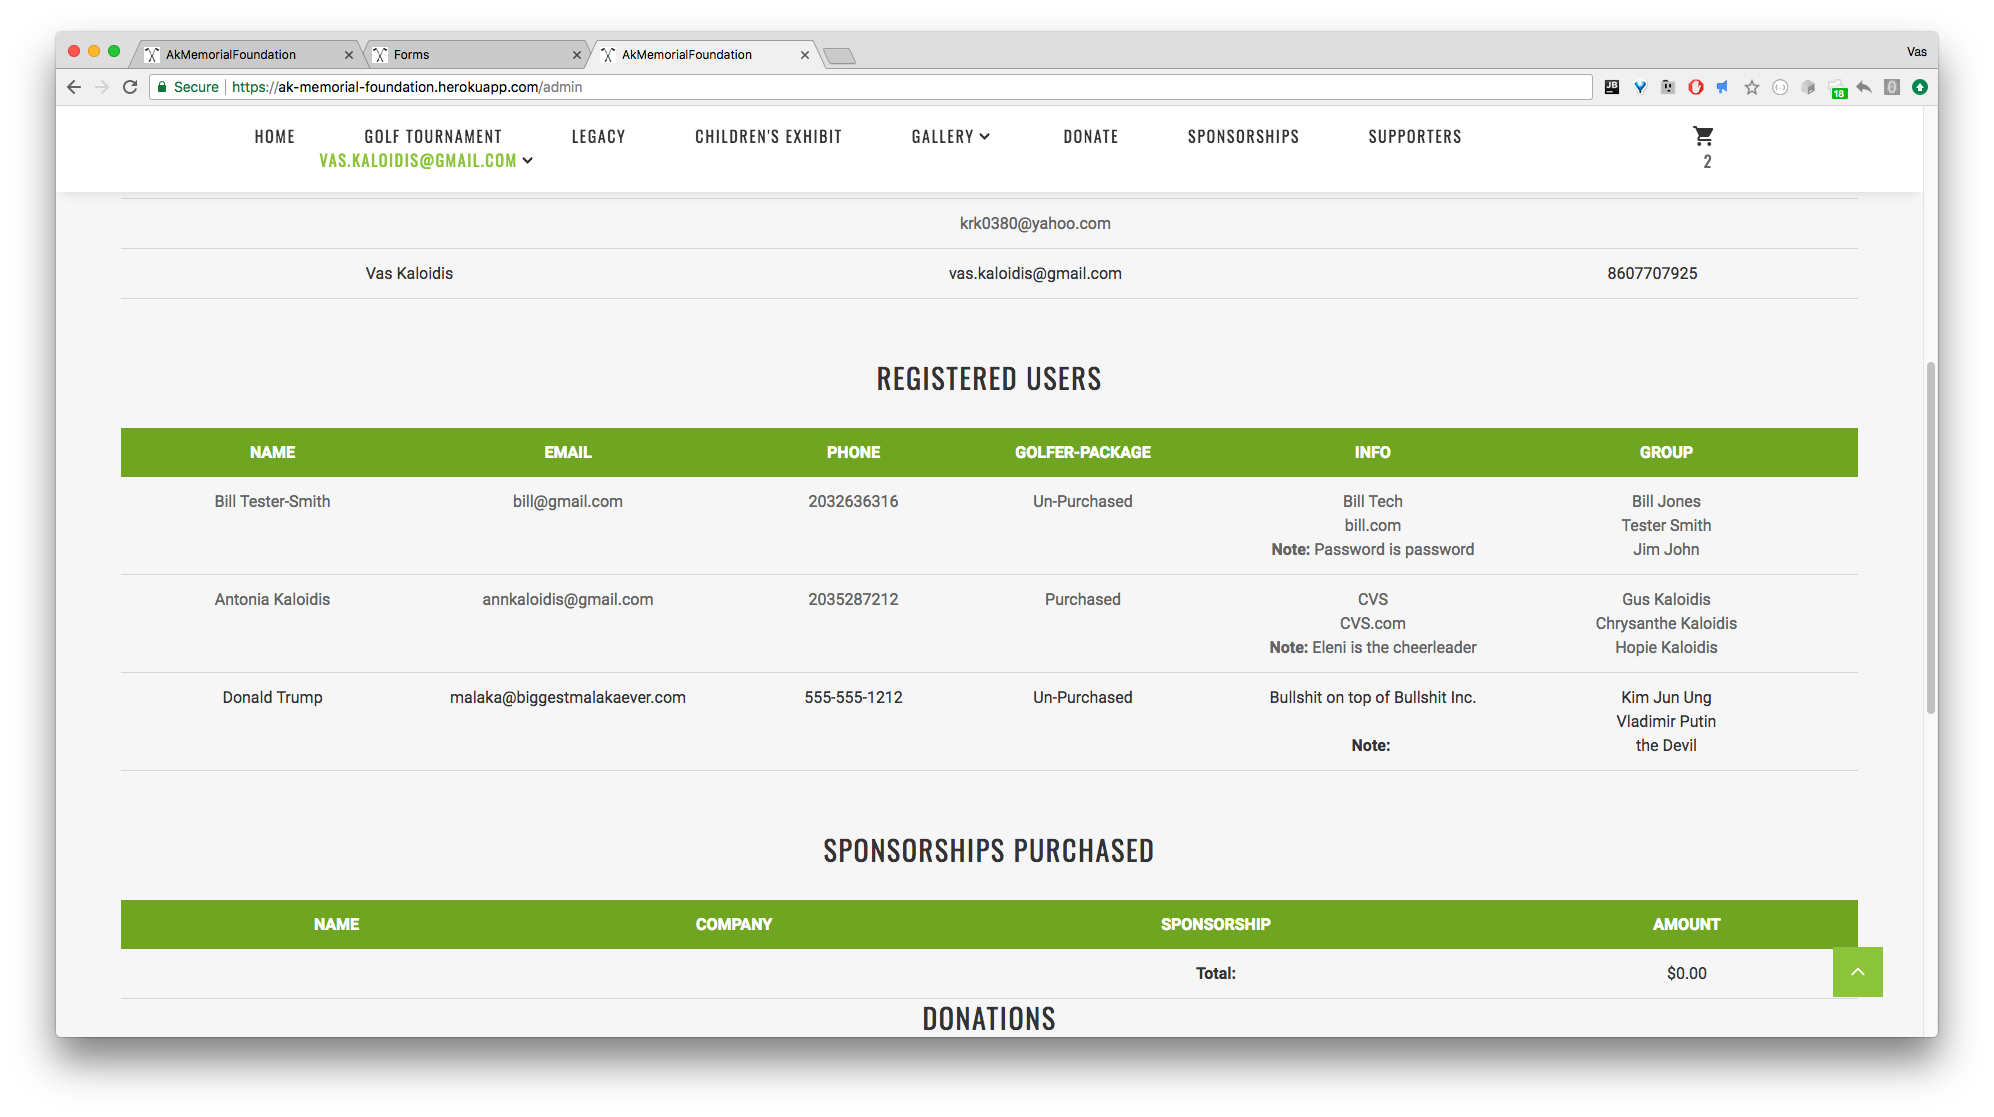 AkMemorialFoundation
Forms
AkMemorialFoundation
Vas
Secure https://ak-memorial-foundation.herokuapp.com/admin
JB
18
0
HOME GOLF TOURNAMENT LEGACY CHILDREN'S EXHIBIT GALLERY DONATE SPONSORSHIPS SUPPORTERS
VAS.KALOIDIS@GMAIL.COM
2
krk0380@yahoo.com
Vas Kaloidis vas.kaloidis@gmail.com 8607707925
REGISTERED USERS
NAME EMAIL PHONE GOLFER-PACKAGE INFO GROUP
Bill Tester-Smith bill@gmail.com 2032636316 Un-Purchased Bill Tech Bill Jones
bill.com Tester Smith
Note: Password is password Jim John
Antonia Kaloidis annkaloidis@gmail.com 2035287212 Purchased CVS Gus Kaloidis
CVS.com Chrysanthe Kaloidis
Note: Eleni is the cheerleader Hopie Kaloidis
Donald Trump malaka@biggestmalakaever.com 555-555-1212 Un-Purchased Bullshit on top of Bullshit Inc. Kim Jun Ung
Vladimir Putin
Note: the Devil
SPONSORSHIPS PURCHASED
NAME COMPANY SPONSORSHIP AMOUNT
Total: $0.00
DONATIONS